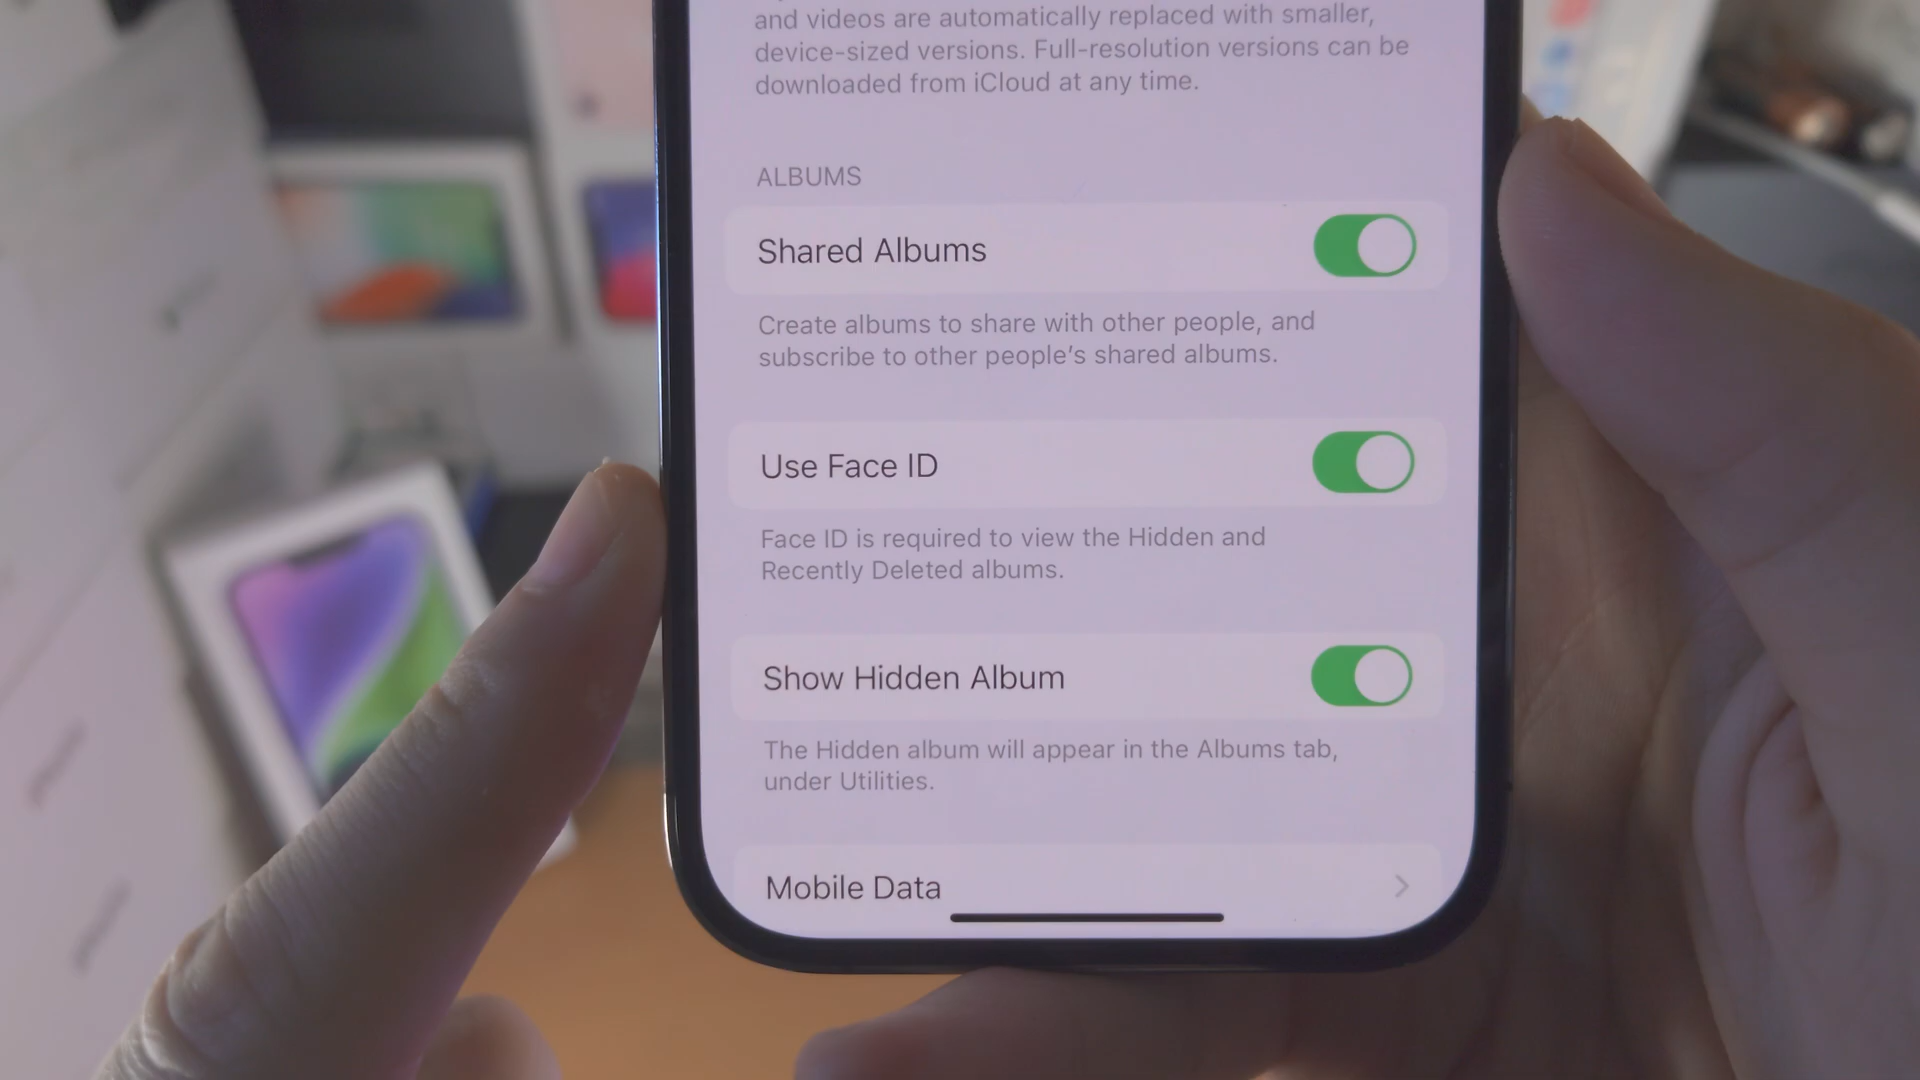 and videos are automatically replaced with smaller,
device-sized versions. Full-resolution versions can be
downloaded from iCloud at any time.
ALBUMS
Shared Albums
Create albums to share with other people, and
subscribe to other people's shared albums.
Use Face ID
Face ID is required to view the Hidden and
Recently Deleted albums.
Show Hidden Album
The Hidden album will appear in the Albums tab,
under Utilities.
Mobile Data